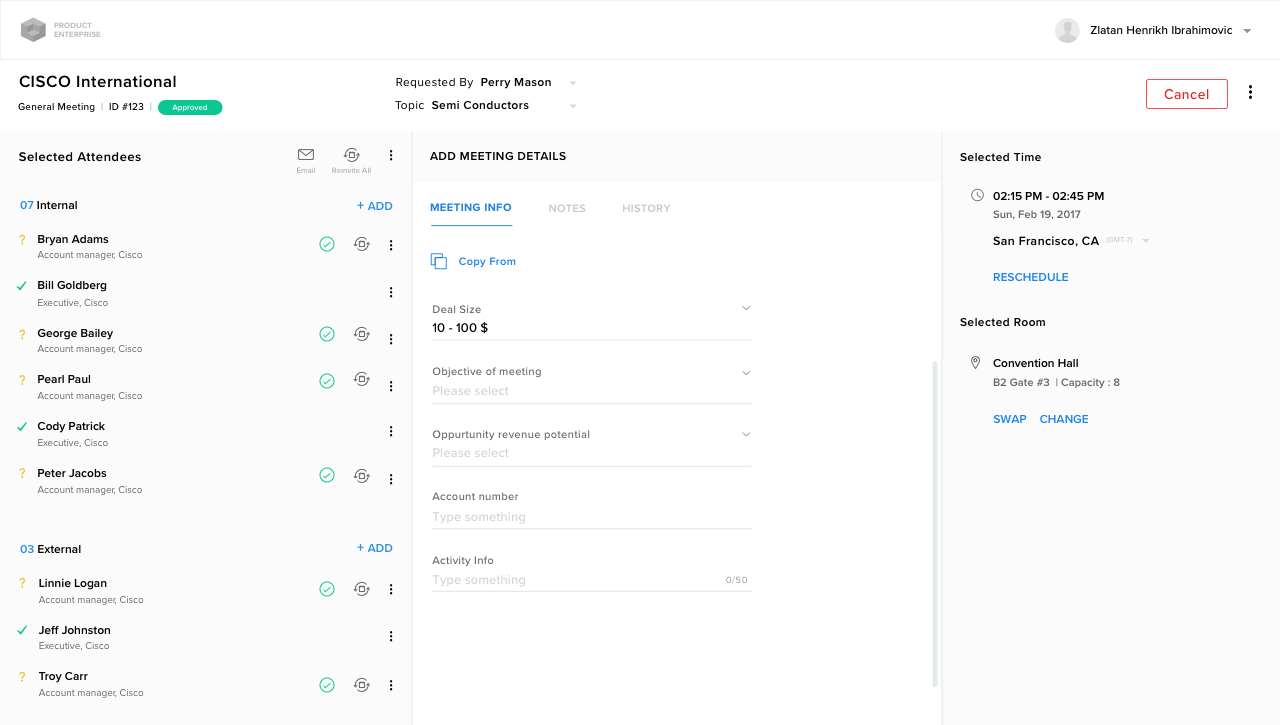 PRODUCT
ENTERPRISE
Zlatan Henrikh Ibrahimovic
CISCO International
General Meeting | ID #123 | Approved
Requested By Perry Mason
Topic Semi Conductors
Cancel
Selected Attendees
Email
Reinvite All
07 Internal
+ ADD
? Bryan Adams
Account manager, Cisco
Bill Goldberg
Executive, Cisco
? George Bailey
Account manager, Cisco
? Pearl Paul
Account manager, Cisco
Cody Patrick
Executive, Cisco
? Peter Jacobs
Account manager, Cisco
03 External
+ ADD
? Linnie Logan
Account manager, Cisco
Jeff Johnston
Executive, Cisco
? Troy Carr
Account manager, Cisco
ADD MEETING DETAILS
MEETING INFO
NOTES
HISTORY
Copy From
Deal Size
10 - 100 $
Objective of meeting
Please select
Oppurtunity revenue potential
Please select
Account number
Type something
Activity Info
Type something
0/50
Selected Time
02:15 PM - 02:45 PM
Sun, Feb 19, 2017
San Francisco, CA (GMT-7)
RESCHEDULE
Selected Room
Convention Hall
B2 Gate #3 | Capacity : 8
SWAP CHANGE